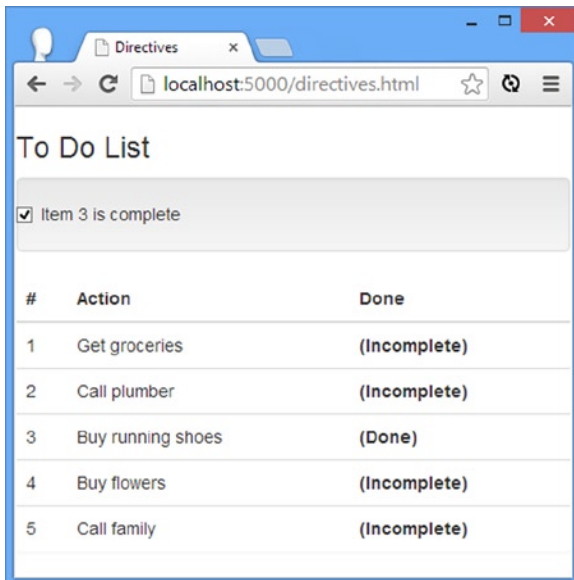 Directives
localhost:5000/directives.html
To Do List
Item 3 is complete
# Action Done
1 Get groceries (Incomplete)
2 Call plumber (Incomplete)
3 Buy running shoes (Done)
4 Buy flowers (Incomplete)
5 Call family (Incomplete)